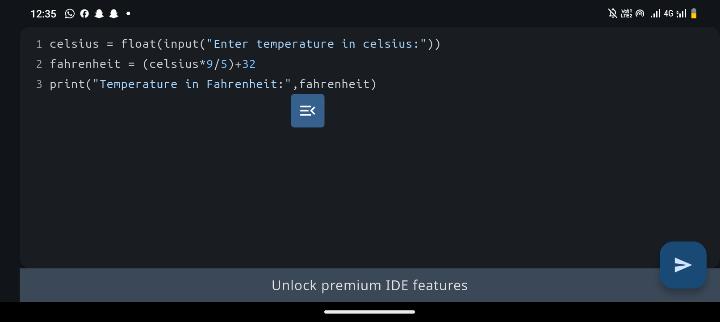 12:35
4G
1 celsius = float(input("Enter temperature in celsius:"))
2 fahrenheit = (celsius*9/5)+32
3 print("Temperature in Fahrenheit:",fahrenheit)
Unlock premium IDE features